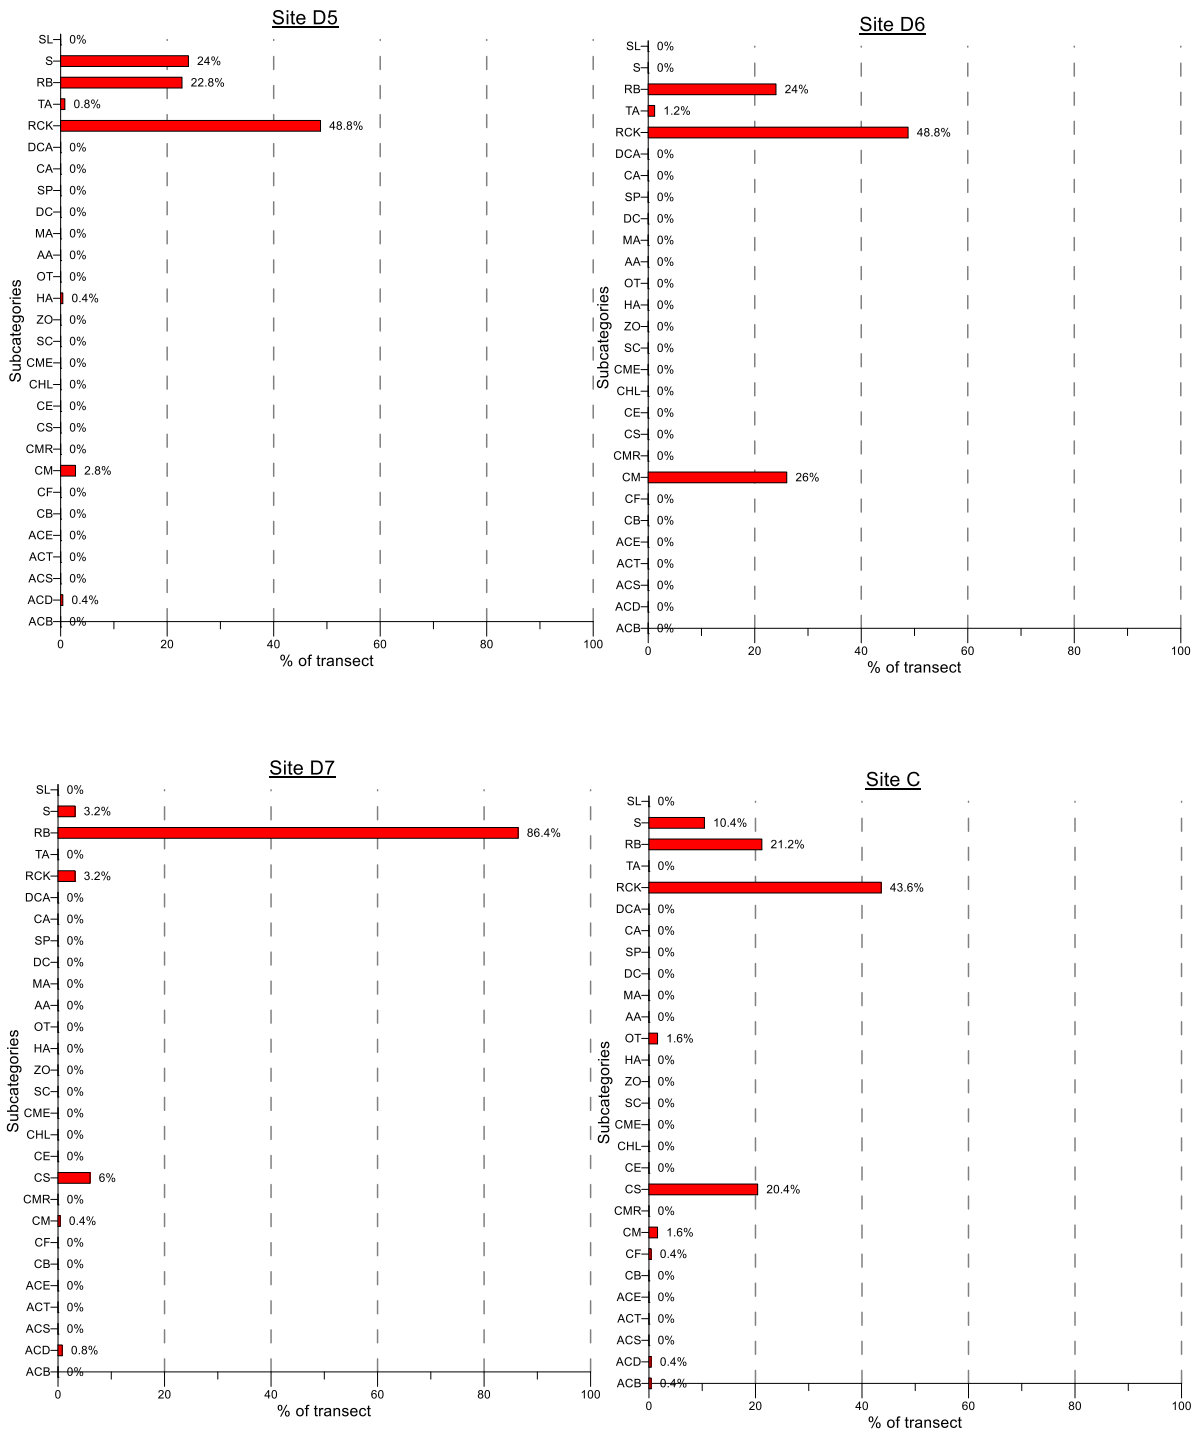 Site D5
SL 0%
S 24%
RB 22.8%
TA 0.8%
RCK 48.8%
DCA 0%
CA 0%
SP 0%
DC 0%
MA 0%
AA 0%
OT 0%
HA 0.4%
ZO 0%
SC 0%
CME 0%
CHL 0%
CE 0%
CS 0%
CMR 0%
CM 2.8%
CF 0%
CB 0%
ACE 0%
ACT 0%
ACS 0%
ACD 0.4%
ACB 0%
Subcategories
0 20 40 60 80 100
% of transect
Site D6
SL 0%
S 0%
RB 24%
TA 1.2%
RCK 48.8%
DCA 0%
CA 0%
SP 0%
DC 0%
MA 0%
AA 0%
OT 0%
HA 0%
ZO 0%
SC 0%
CME 0%
CHL 0%
CE 0%
CS 0%
CMR 0%
CM 26%
CF 0%
CB 0%
ACE 0%
ACT 0%
ACS 0%
ACD 0%
ACB 0%
Subcategories
0 20 40 60 80 100
% of transect
Site D7
SL 0%
S 3.2%
RB 86.4%
TA 0%
RCK 3.2%
DCA 0%
CA 0%
SP 0%
DC 0%
MA 0%
AA 0%
OT 0%
HA 0%
ZO 0%
SC 0%
CME 0%
CHL 0%
CE 0%
CS 6%
CMR 0%
CM 0.4%
CF 0%
CB 0%
ACE 0%
ACT 0%
ACS 0%
ACD 0.8%
ACB 0%
Subcategories
0 20 40 60 80 100
% of transect
Site C
SL 0%
S 10.4%
RB 21.2%
TA 0%
RCK 43.6%
DCA 0%
CA 0%
SP 0%
DC 0%
MA 0%
AA 0%
OT 1.6%
HA 0%
ZO 0%
SC 0%
CME 0%
CHL 0%
CE 0%
CS 20.4%
CMR 0%
CM 1.6%
CF 0.4%
CB 0%
ACE 0%
ACT 0%
ACS 0%
ACD 0.4%
ACB 0.4%
Subcategories
0 20 40 60 80 100
% of transect